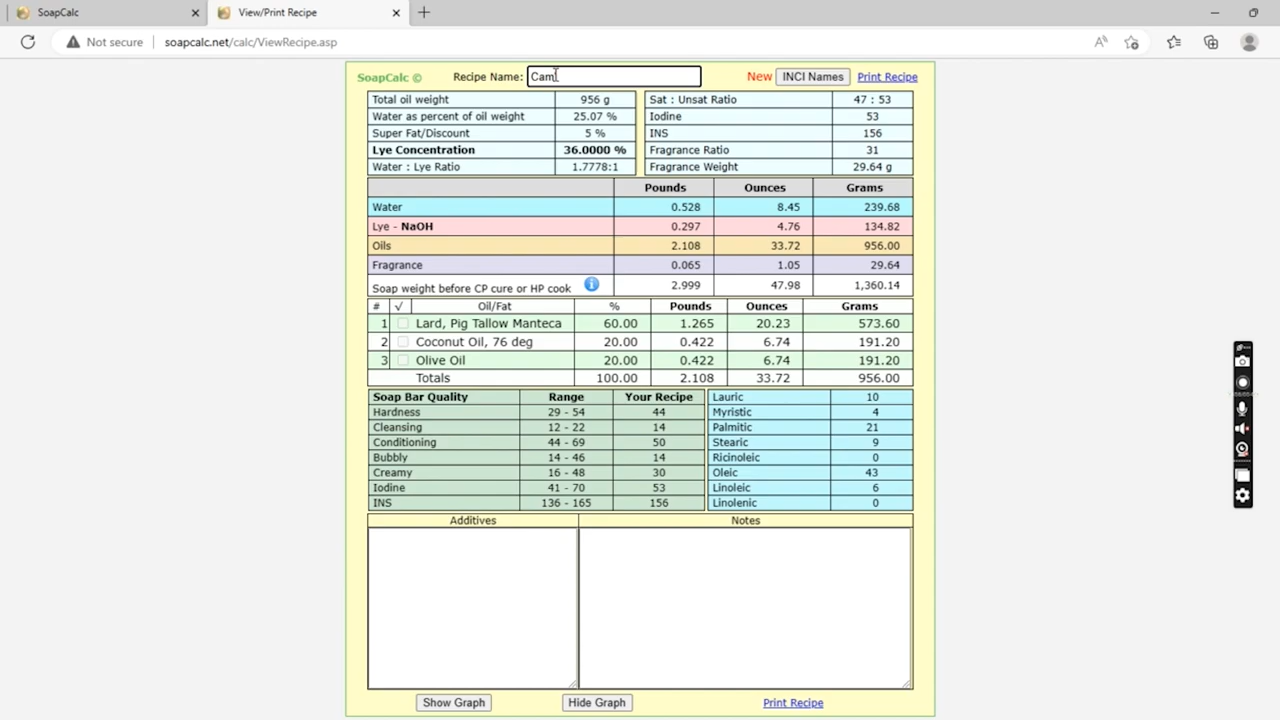 SoapCalc
View/Print Recipe
Not secure soapcalc.net/calc/ViewRecipe.asp
SoapCalc © Recipe Name: Cam New INCI Names Print Recipe
Total oil weight 956 g Sat : Unsat Ratio 47 : 53
Water as percent of oil weight 25.07 % Iodine 53
Super Fat/Discount 5 % INS 156
Lye Concentration 36.0000 % Fragrance Ratio 31
Water : Lye Ratio 1.7778:1 Fragrance Weight 29.64 g
Pounds Ounces Grams
Water 0.528 8.45 239.68
Lye - NaOH 0.297 4.76 134.82
Oils 2.108 33.72 956.00
Fragrance 0.065 1.05 29.64
Soap weight before CP cure or HP cook 2.999 47.98 1,360.14
# √ Oil/Fat % Pounds Ounces Grams
1 Lard, Pig Tallow Manteca 60.00 1.265 20.23 573.60
2 Coconut Oil, 76 deg 20.00 0.422 6.74 191.20
3 Olive Oil 20.00 0.422 6.74 191.20
Totals 100.00 2.108 33.72 956.00
Soap Bar Quality Range Your Recipe Lauric 10
Hardness 29 - 54 44 Myristic 4
Cleansing 12 - 22 14 Palmitic 21
Conditioning 44 - 69 50 Stearic 9
Bubbly 14 - 46 14 Ricinoleic 0
Creamy 16 - 48 30 Oleic 43
Iodine 41 - 70 53 Linoleic 6
INS 136 - 165 156 Linolenic 0
Additives Notes
Show Graph Hide Graph Print Recipe